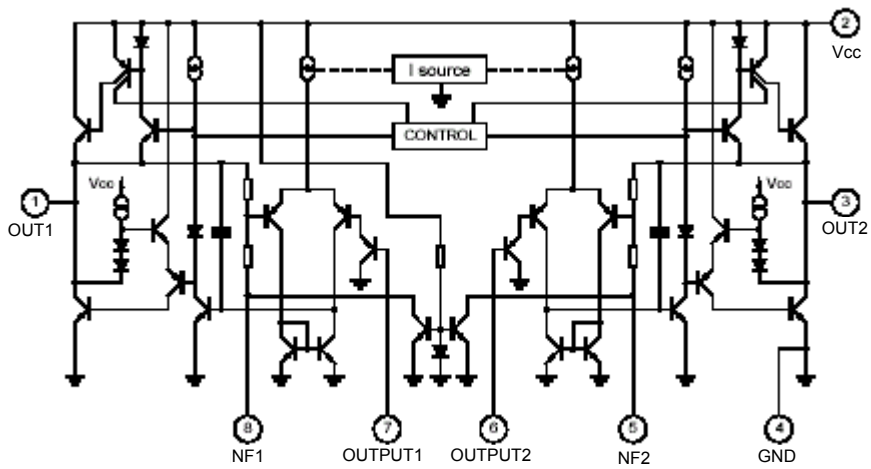 2
Vcc
I source
CONTROL
Vcc
Vcc
1
3
OUT1
OUT2
8
7
6
5
4
NF1
OUTPUT1
OUTPUT2
NF2
GND